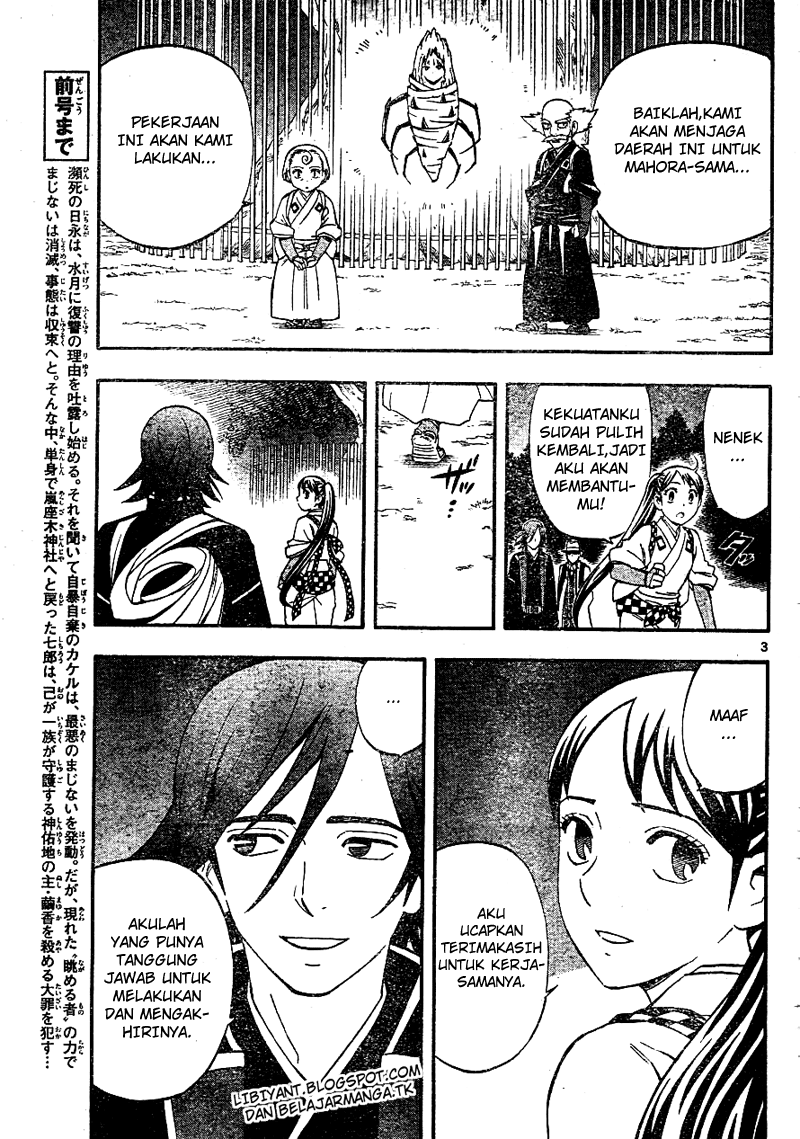 BAIKLAH,KAMI
AKAN MENJAGA
DAERAH INI UNTUK
MAHORA-SAMA...
PEKERJAAN
INI AKAN KAMI
LAKUKAN...
NENEK
...
KEKUATANKU
SUDAH PULIH
KEMBALI,JADI
AKU AKAN
MEMBANTU-
MU!
タッ
3
MAAF
...
AKU
UCAPKAN
TERIMAKASIH
UNTUK KERJA-
SAMANYA.
...
AKULAH
YANG PUNYA
TANGGUNG
JAWAB UNTUK
MELAKUKAN
DAN MENGAK-
HIRINYA.
LIBIYANT.BLOGSPOT.COM
DAN BELAJARMANGA.TK
前号まで
瀕死の日永は、水月に復讐の理由を吐露し始める。それを聞いて自暴自棄のカケルは、最悪のまじないを発動。だが、現れた〝眺める者〟の力で
まじないは消滅、事態は収束へと。そんな中、単身で嵐座木神社へと戻った七郎は、己が一族が守護する神佑地の主・繭香を殺める大罪を犯す…